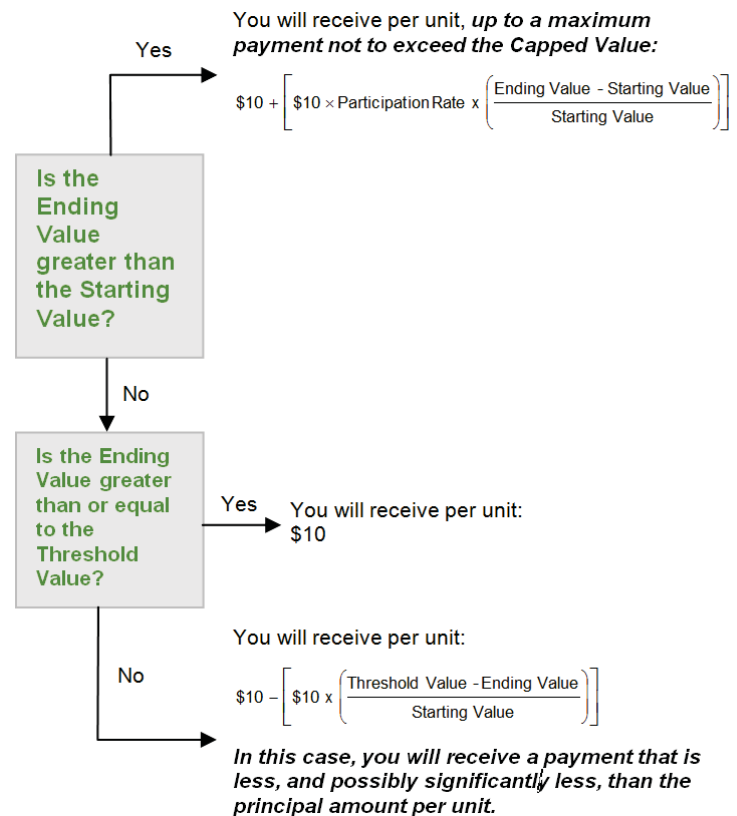 You will receive per unit, up to a maximum
payment not to exceed the Capped Value:
Yes
$10 + [ $10 × Participation Rate x ( Ending Value - Starting Value / Starting Value ) ]
Is the
Ending
Value
greater than
the Starting
Value?
No
Is the Ending
Value greater
than or equal
to the
Threshold
Value?
Yes
You will receive per unit:
$10
No
You will receive per unit:
$10 – [ $10 x ( Threshold Value - Ending Value / Starting Value ) ]
In this case, you will receive a payment that is
less, and possibly significantly less, than the
principal amount per unit.